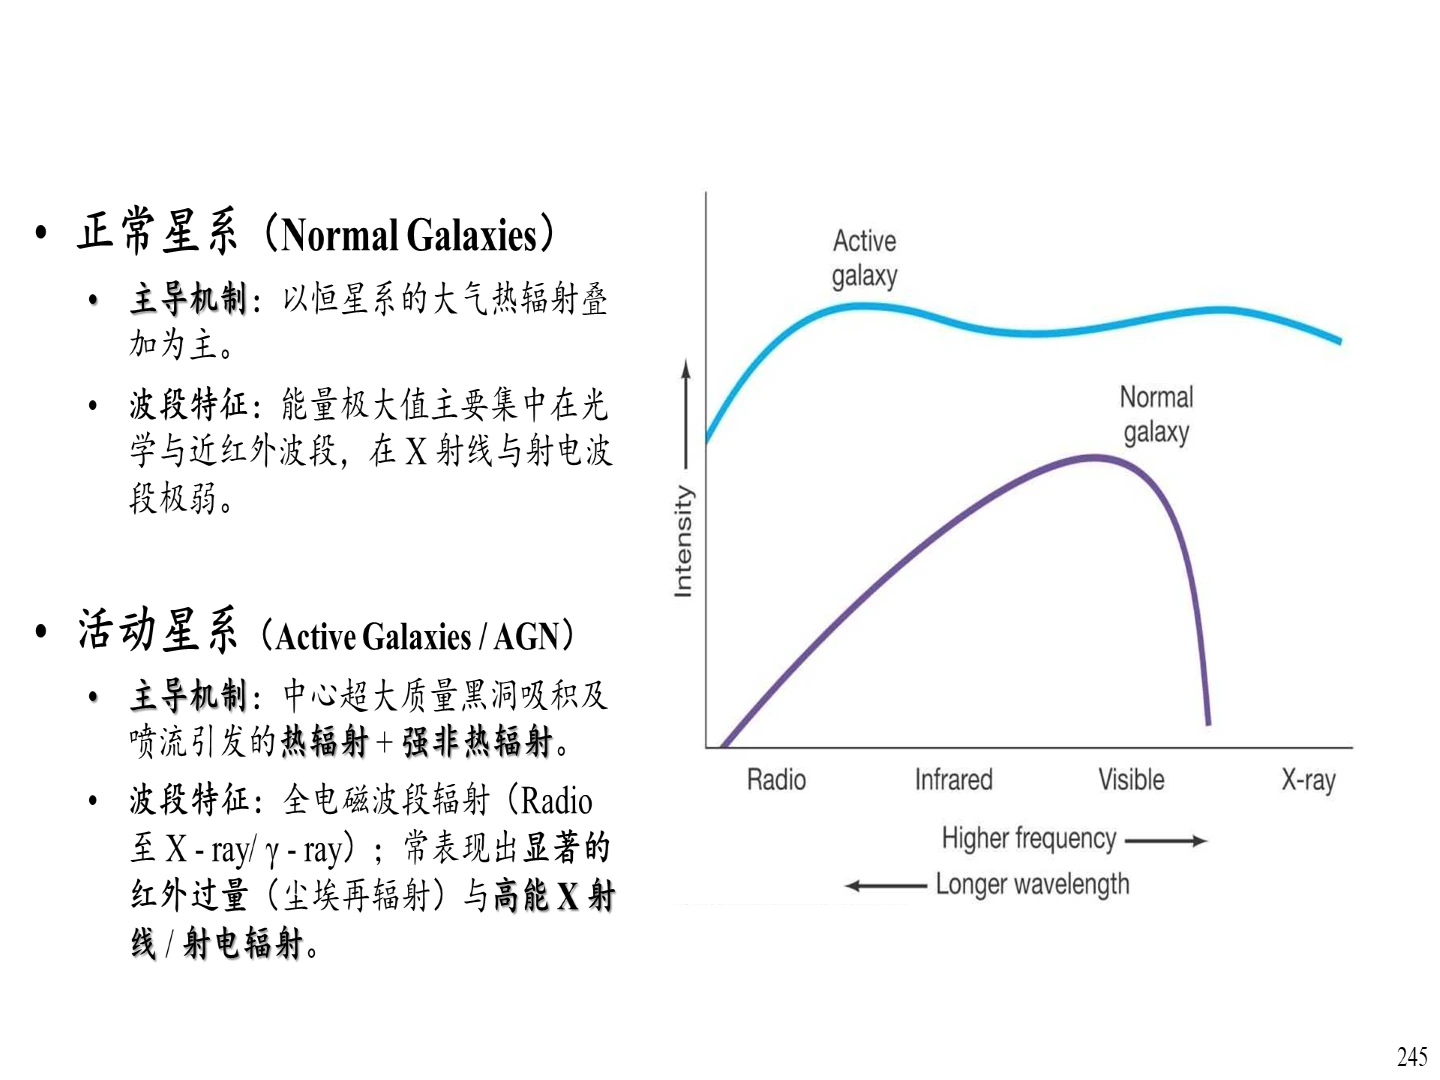 • 正常星系（Normal Galaxies）
• 主导机制：以恒星系的大气热辐射叠
加为主。
• 波段特征：能量极大值主要集中在光
学与近红外波段，在 X 射线与射电波
段极弱。
• 活动星系（Active Galaxies / AGN）
• 主导机制：中心超大质量黑洞吸积及
喷流引发的热辐射 + 强非热辐射。
• 波段特征：全电磁波段辐射（Radio
至 X - ray/ γ - ray）；常表现出显著的
红外过量（尘埃再辐射）与高能 X 射
线 / 射电辐射。
Active
galaxy
Normal
galaxy
Intensity
Radio Infrared Visible X-ray
Higher frequency
Longer wavelength
245